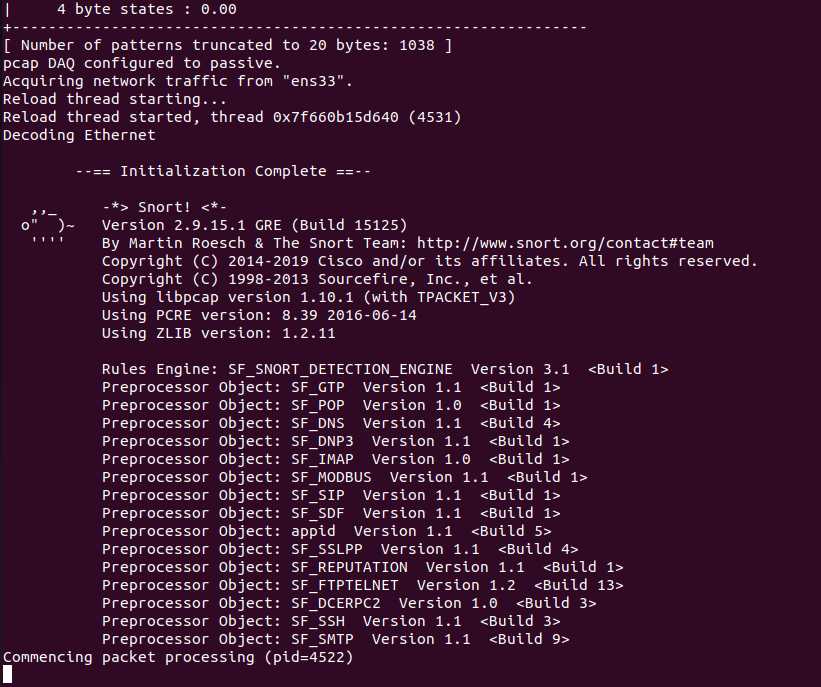 |     4 byte states : 0.00
+----------------------------------------------------------------
[ Number of patterns truncated to 20 bytes: 1038 ]
pcap DAQ configured to passive.
Acquiring network traffic from "ens33".
Reload thread starting...
Reload thread started, thread 0x7f660b15d640 (4531)
Decoding Ethernet

        --== Initialization Complete ==--

   ,,_     -*> Snort! <*-
  o"  )~   Version 2.9.15.1 GRE (Build 15125)
   ''''    By Martin Roesch & The Snort Team: http://www.snort.org/contact#team
           Copyright (C) 2014-2019 Cisco and/or its affiliates. All rights reserved.
           Copyright (C) 1998-2013 Sourcefire, Inc., et al.
           Using libpcap version 1.10.1 (with TPACKET_V3)
           Using PCRE version: 8.39 2016-06-14
           Using ZLIB version: 1.2.11

           Rules Engine: SF_SNORT_DETECTION_ENGINE  Version 3.1  <Build 1>
           Preprocessor Object: SF_GTP  Version 1.1  <Build 1>
           Preprocessor Object: SF_POP  Version 1.0  <Build 1>
           Preprocessor Object: SF_DNS  Version 1.1  <Build 4>
           Preprocessor Object: SF_DNP3  Version 1.1  <Build 1>
           Preprocessor Object: SF_IMAP  Version 1.0  <Build 1>
           Preprocessor Object: SF_MODBUS  Version 1.1  <Build 1>
           Preprocessor Object: SF_SIP  Version 1.1  <Build 1>
           Preprocessor Object: SF_SDF  Version 1.1  <Build 1>
           Preprocessor Object: appid  Version 1.1  <Build 5>
           Preprocessor Object: SF_SSLPP  Version 1.1  <Build 4>
           Preprocessor Object: SF_REPUTATION  Version 1.1  <Build 1>
           Preprocessor Object: SF_FTPTELNET  Version 1.2  <Build 13>
           Preprocessor Object: SF_DCERPC2  Version 1.0  <Build 3>
           Preprocessor Object: SF_SSH  Version 1.1  <Build 3>
           Preprocessor Object: SF_SMTP  Version 1.1  <Build 9>
Commencing packet processing (pid=4522)